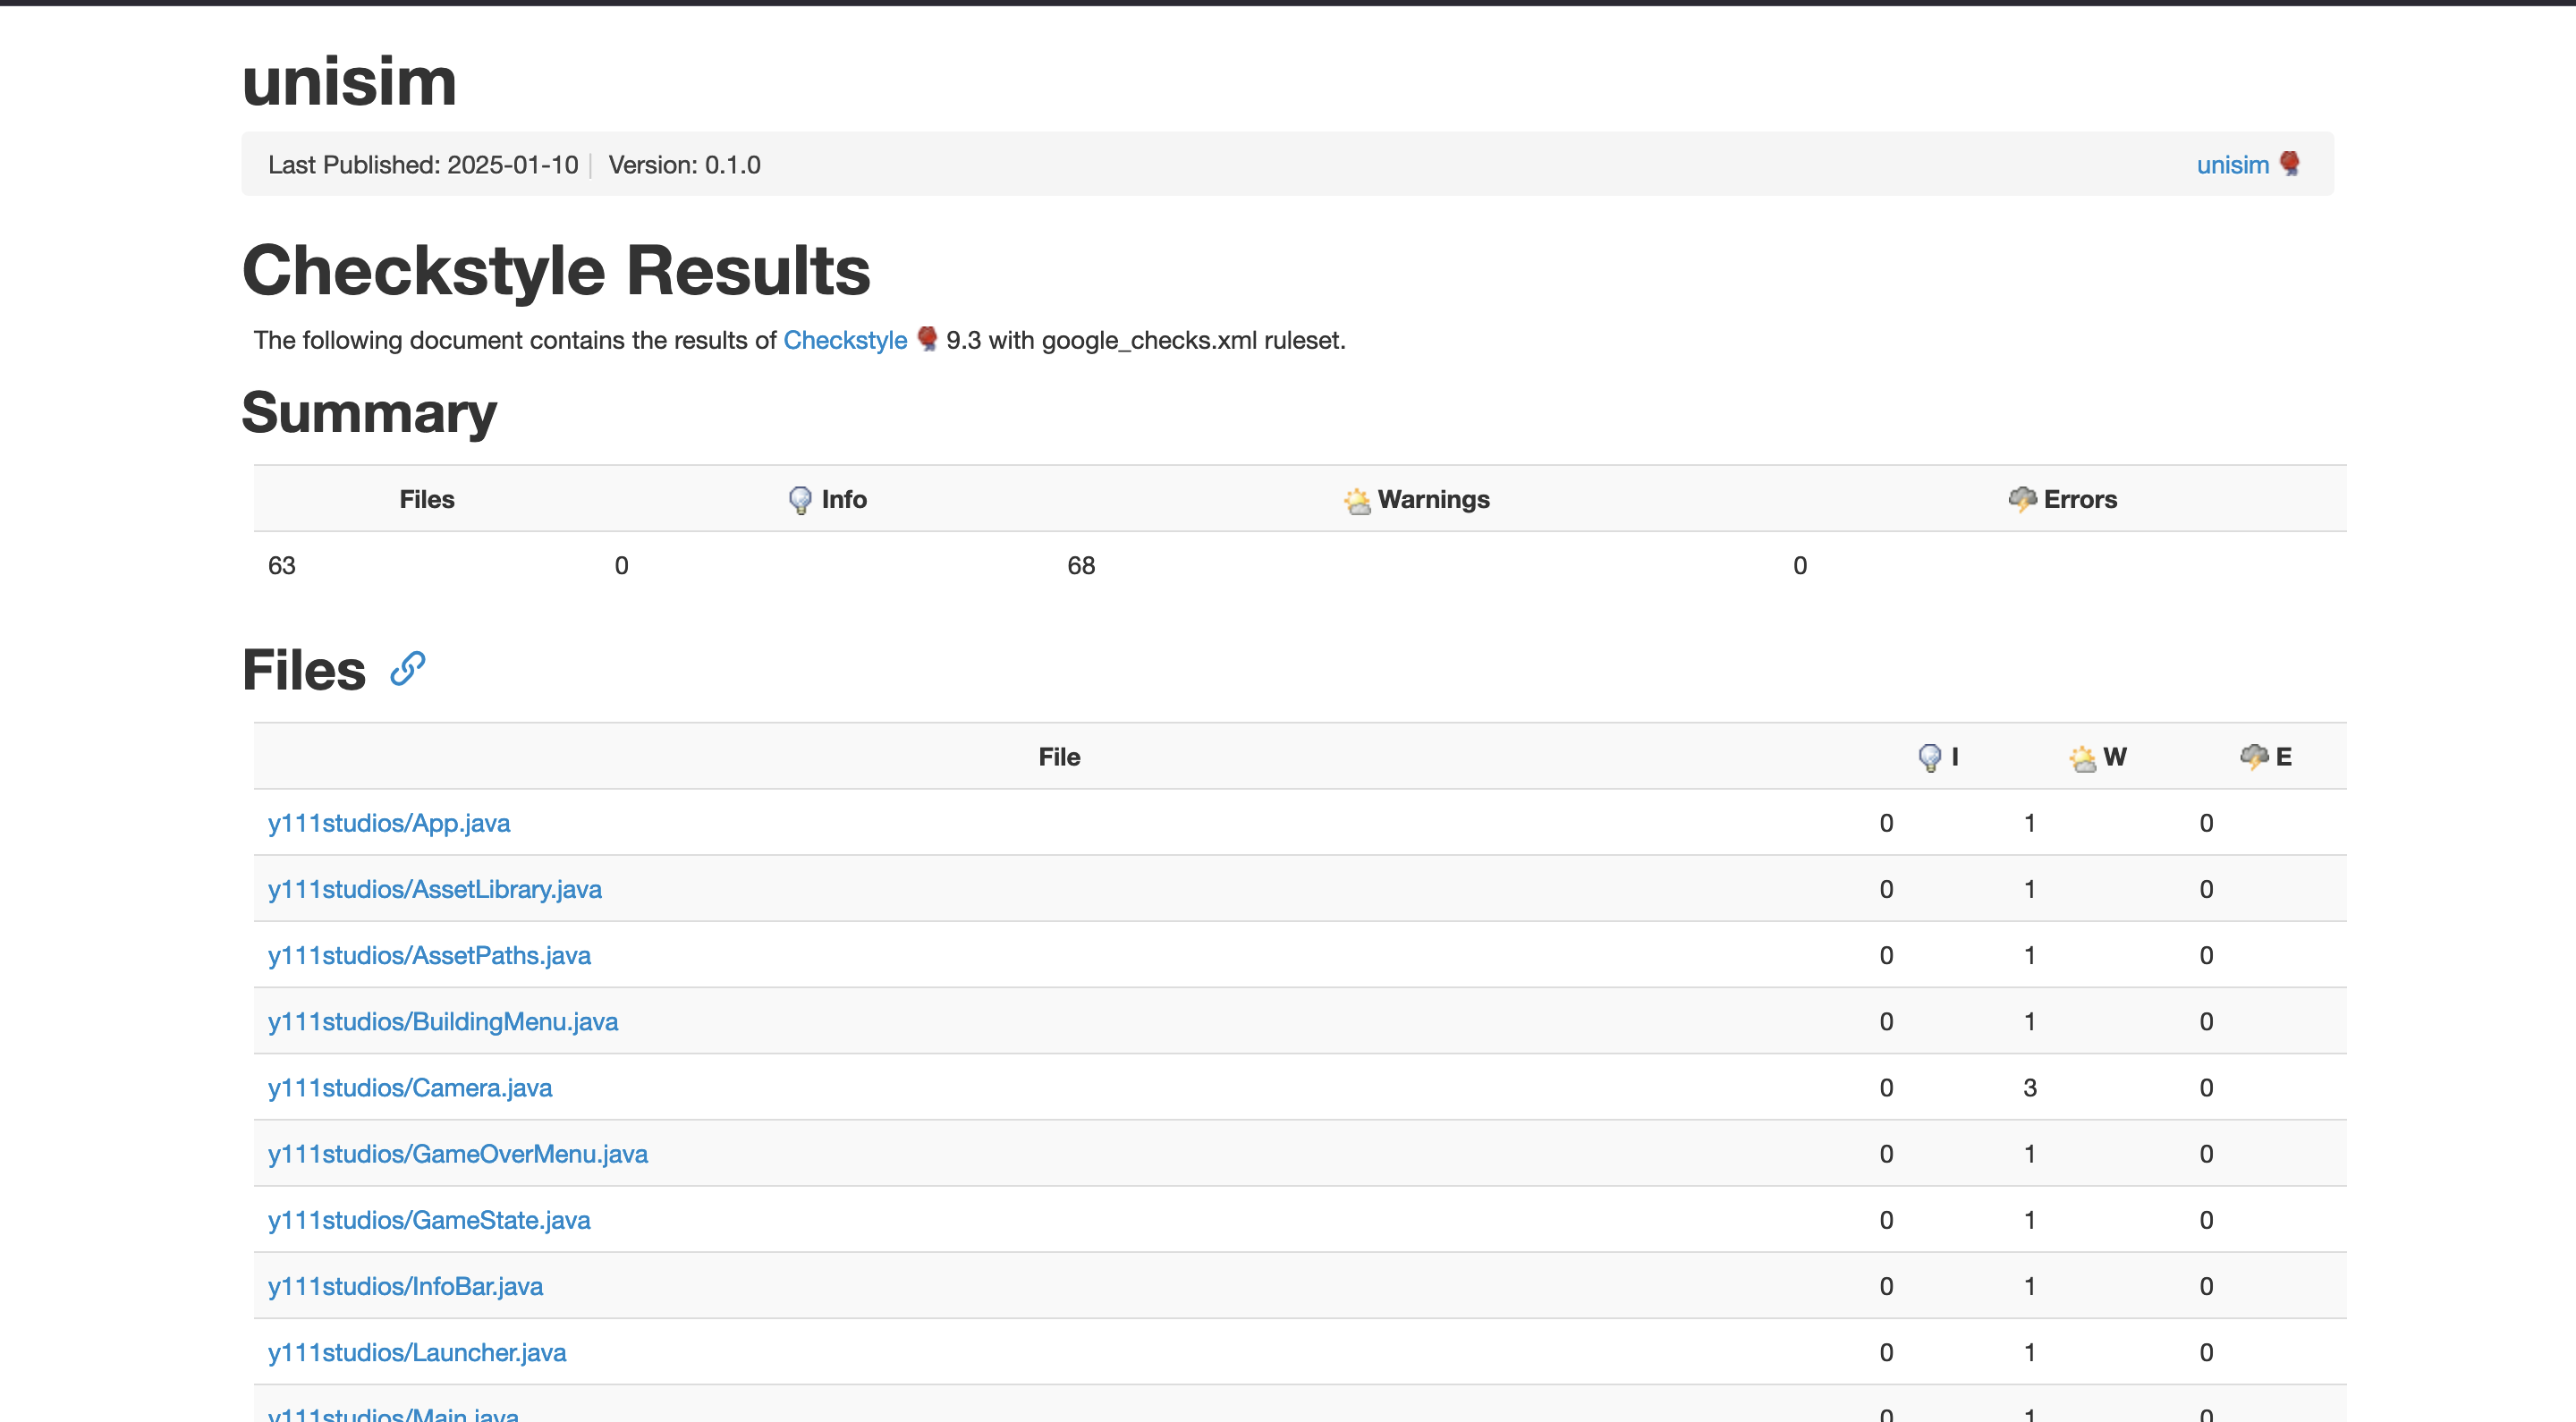 unisim
Last Published: 2025-01-10 | Version: 0.1.0 unisim
Checkstyle Results
The following document contains the results of Checkstyle 9.3 with google_checks.xml ruleset.
Summary
Files Info Warnings Errors
63 0 68 0
Files
File I W E
y111studios/App.java 0 1 0
y111studios/AssetLibrary.java 0 1 0
y111studios/AssetPaths.java 0 1 0
y111studios/BuildingMenu.java 0 1 0
y111studios/Camera.java 0 3 0
y111studios/GameOverMenu.java 0 1 0
y111studios/GameState.java 0 1 0
y111studios/InfoBar.java 0 1 0
y111studios/Launcher.java 0 1 0
y111studios/Main.java 0 1 0